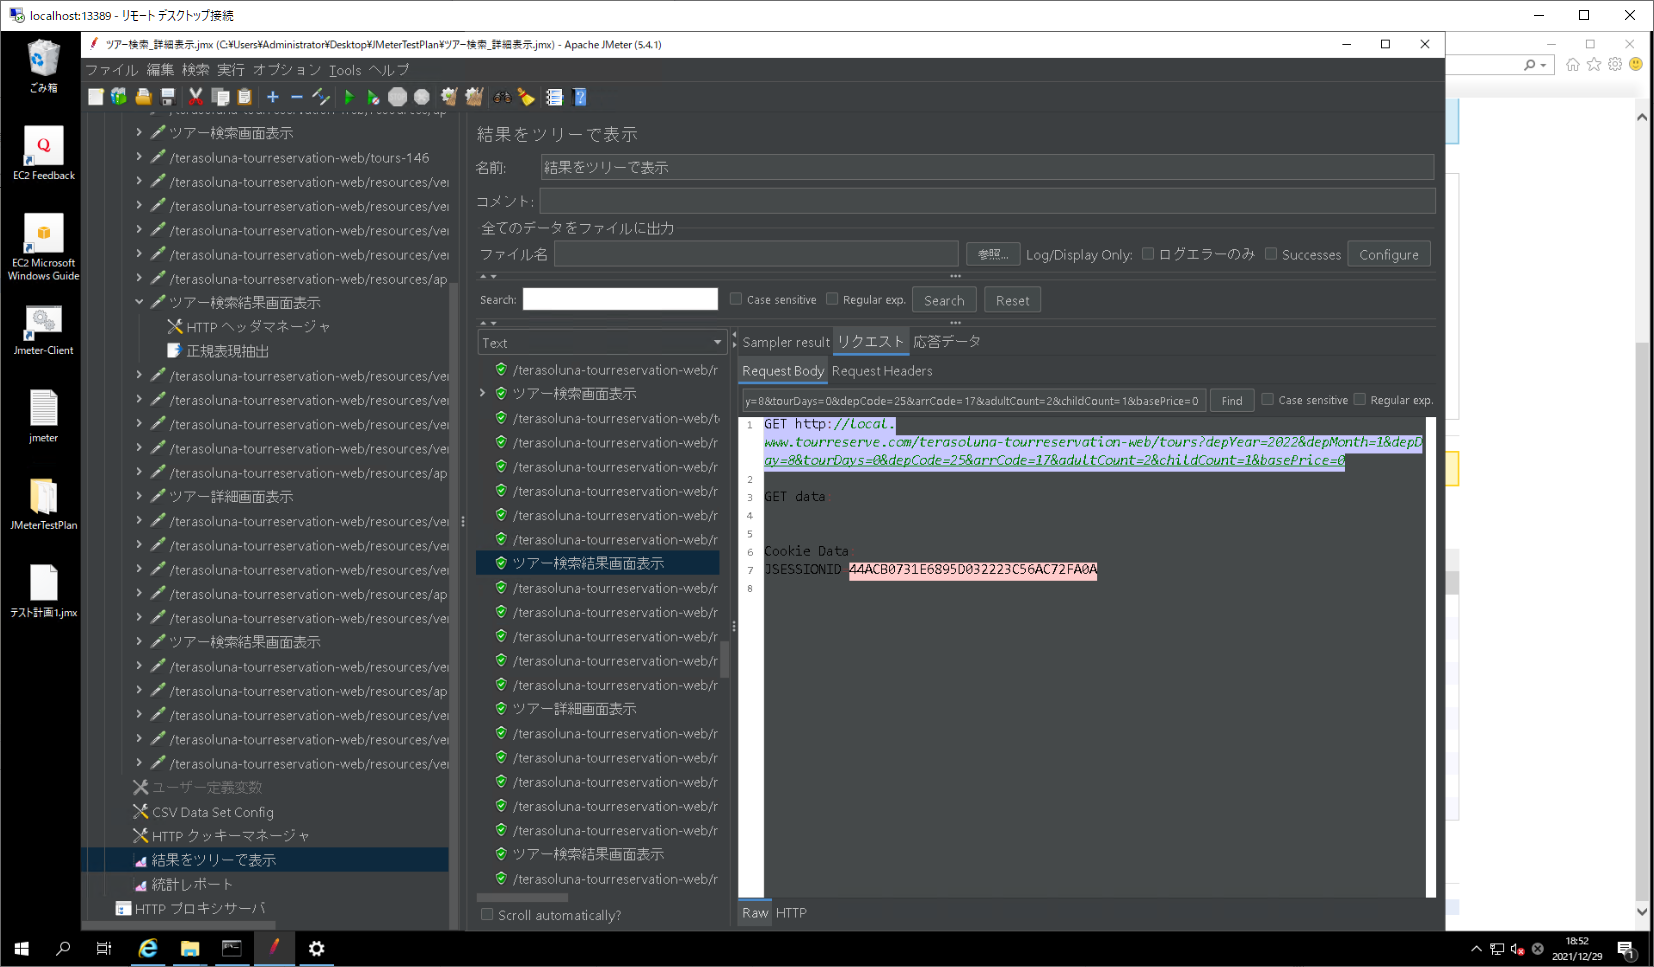 localhost:13389 - リモート デスクトップ接続
ごみ箱
EC2 Feedback
EC2 Microsoft
Windows Guide
Jmeter-Client
jmeter
JMeterTestPlan
テスト計画1.jmx
ツアー検索_詳細表示.jmx (C:¥Users¥Administrator¥Desktop¥JMeterTestPlan¥ツアー検索_詳細表示.jmx) - Apache JMeter (5.4.1)
ファイル 編集 検索 実行 オプション Tools ヘルプ
/terasoluna-tourreservation-web/resources/ap
ツアー検索画面表示
/terasoluna-tourreservation-web/tours-146
/terasoluna-tourreservation-web/resources/ver
/terasoluna-tourreservation-web/resources/ver
/terasoluna-tourreservation-web/resources/ver
/terasoluna-tourreservation-web/resources/ver
/terasoluna-tourreservation-web/resources/ap
ツアー検索結果画面表示
HTTP ヘッダマネージャ
正規表現抽出
/terasoluna-tourreservation-web/resources/ver
/terasoluna-tourreservation-web/resources/ver
/terasoluna-tourreservation-web/resources/ver
/terasoluna-tourreservation-web/resources/ver
/terasoluna-tourreservation-web/resources/ap
ツアー詳細画面表示
/terasoluna-tourreservation-web/resources/ver
/terasoluna-tourreservation-web/resources/ver
/terasoluna-tourreservation-web/resources/ver
/terasoluna-tourreservation-web/resources/ap
/terasoluna-tourreservation-web/resources/ver
ツアー検索結果画面表示
/terasoluna-tourreservation-web/resources/ver
/terasoluna-tourreservation-web/resources/ap
/terasoluna-tourreservation-web/resources/ver
/terasoluna-tourreservation-web/resources/ver
/terasoluna-tourreservation-web/resources/ver
ユーザー定義変数
CSV Data Set Config
HTTP クッキーマネージャ
結果をツリーで表示
統計レポート
HTTP プロキシサーバ
結果をツリーで表示
名前: 結果をツリーで表示
コメント:
全てのデータをファイルに出力
ファイル名 参照... Log/Display Only: ログエラーのみ Successes Configure
Search: Case sensitive Regular exp. Search Reset
Text
/terasoluna-tourreservation-web/r
ツアー検索画面表示
/terasoluna-tourreservation-web/t
/terasoluna-tourreservation-web/r
/terasoluna-tourreservation-web/r
/terasoluna-tourreservation-web/r
/terasoluna-tourreservation-web/r
/terasoluna-tourreservation-web/r
ツアー検索結果画面表示
/terasoluna-tourreservation-web/r
/terasoluna-tourreservation-web/r
/terasoluna-tourreservation-web/r
/terasoluna-tourreservation-web/r
/terasoluna-tourreservation-web/r
ツアー詳細画面表示
/terasoluna-tourreservation-web/r
/terasoluna-tourreservation-web/r
/terasoluna-tourreservation-web/r
/terasoluna-tourreservation-web/r
/terasoluna-tourreservation-web/r
ツアー検索結果画面表示
/terasoluna-tourreservation-web/r
Scroll automatically?
Sampler result リクエスト 応答データ
Request Body Request Headers
y=8&tourDays=0&depCode=25&arrCode=17&adultCount=2&childCount=1&basePrice=0 Find Case sensitive Regular exp.
1 GET http://local.
www.tourreserve.com/terasoluna-tourreservation-web/tours?depYear=2022&depMonth=1&depD
ay=8&tourDays=0&depCode=25&arrCode=17&adultCount=2&childCount=1&basePrice=0
2
3 GET data
4
5
6 Cookie Data
7 JSESSIONID 44ACB0731E6895D032223C56AC72FA0A
8
Raw HTTP
18:52
2021/12/29
1